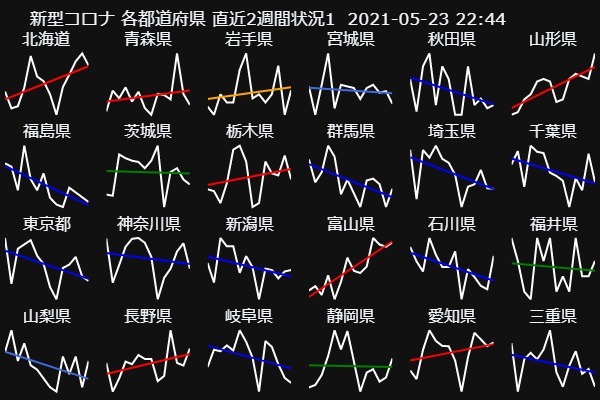 新型コロナ 各都道府県 直近2週間状況1 2021-05-23 22:44
北海道 青森県 岩手県 宮城県 秋田県 山形県
福島県 茨城県 栃木県 群馬県 埼玉県 千葉県
東京都 神奈川県 新潟県 富山県 石川県 福井県
山梨県 長野県 岐阜県 静岡県 愛知県 三重県